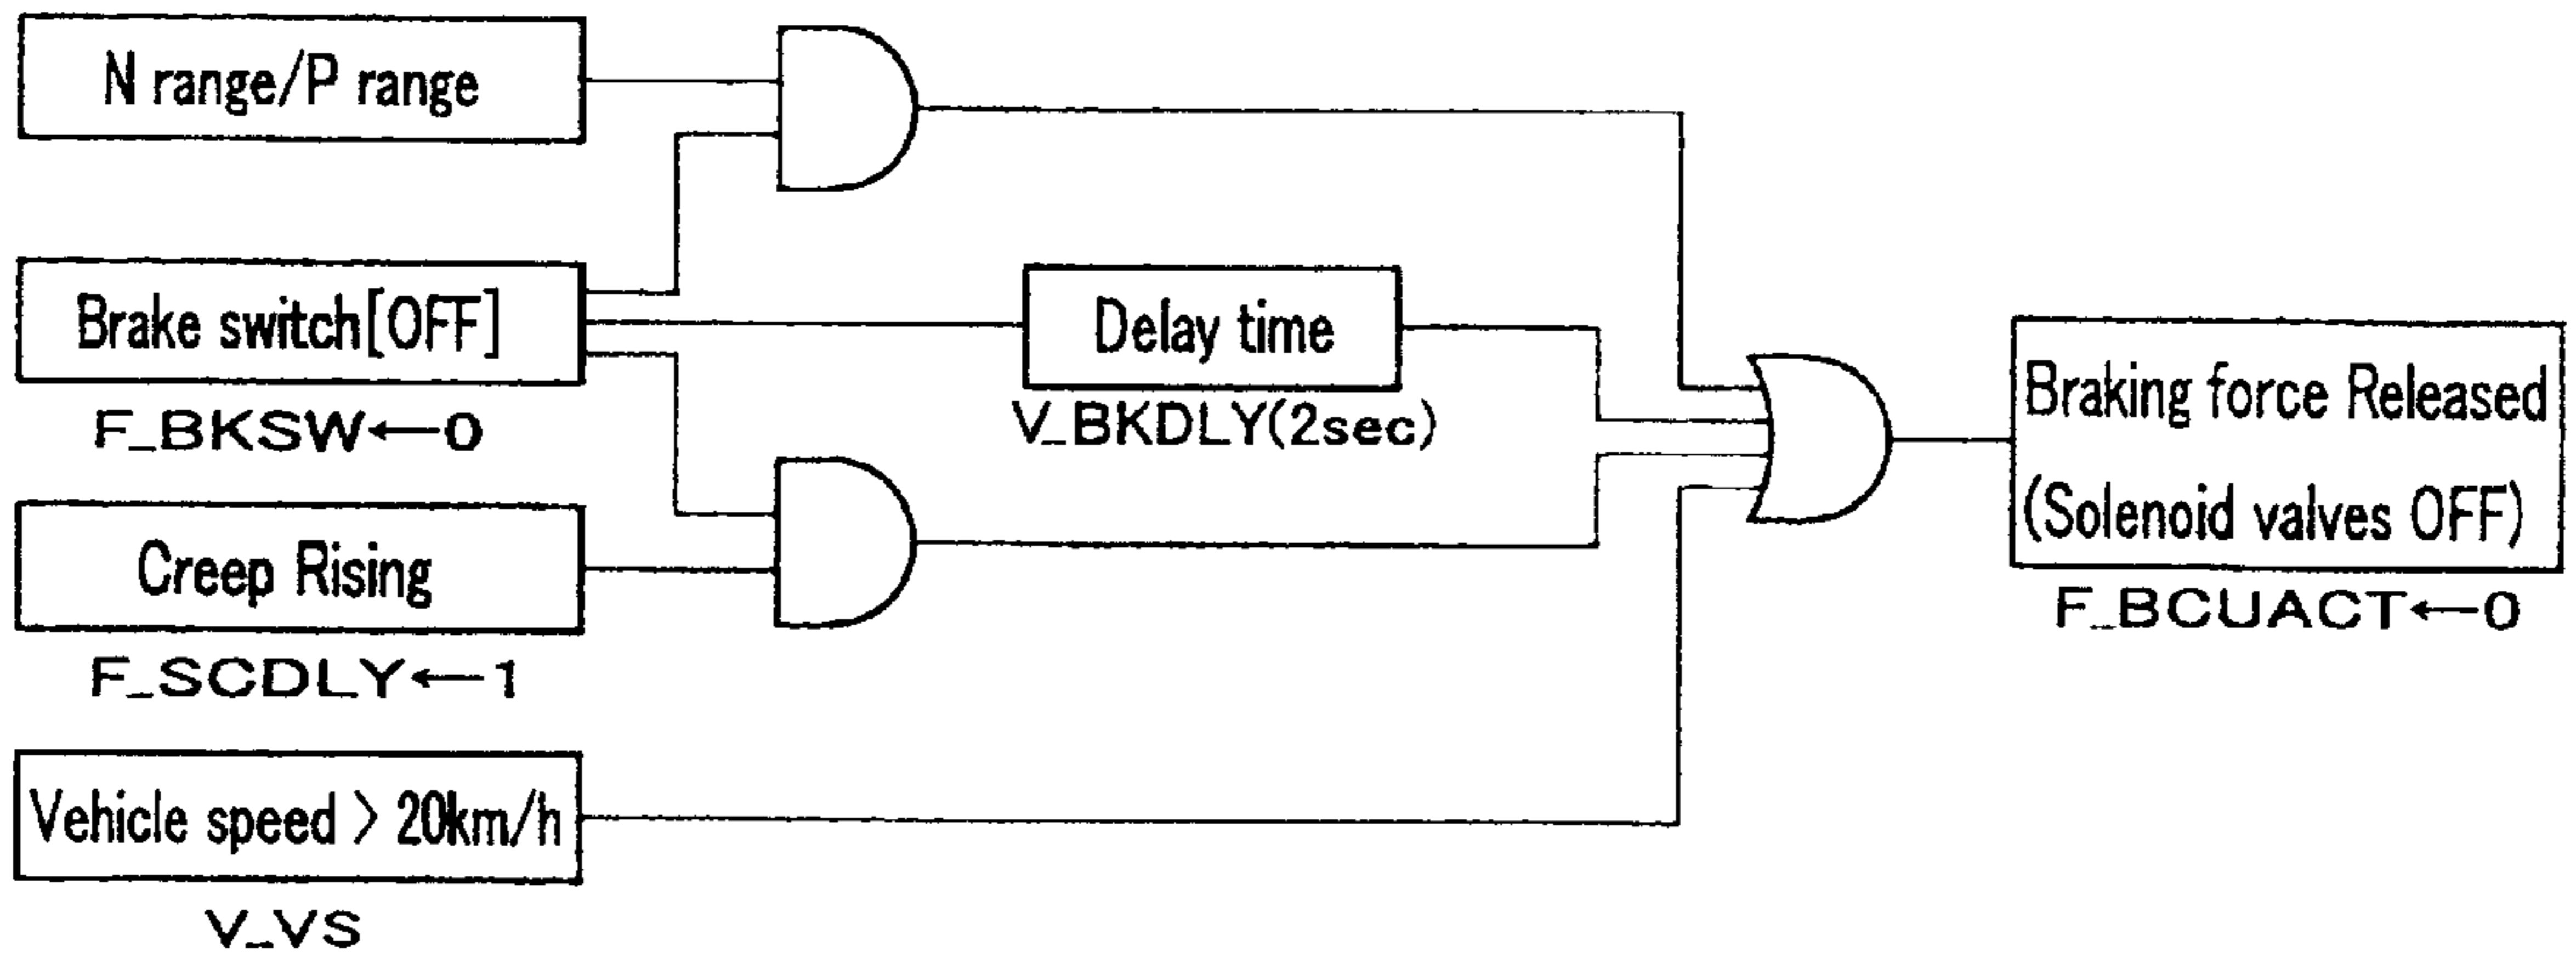 N range/P range
Brake switch[OFF]
F_BKSW←0
Delay time
V_BKDLY(2sec)
Creep Rising
F_SCDLY←1
Vehicle speed > 20km/h
V_VS
Braking force Released
(Solenoid valves OFF)
F_BCUACT←0